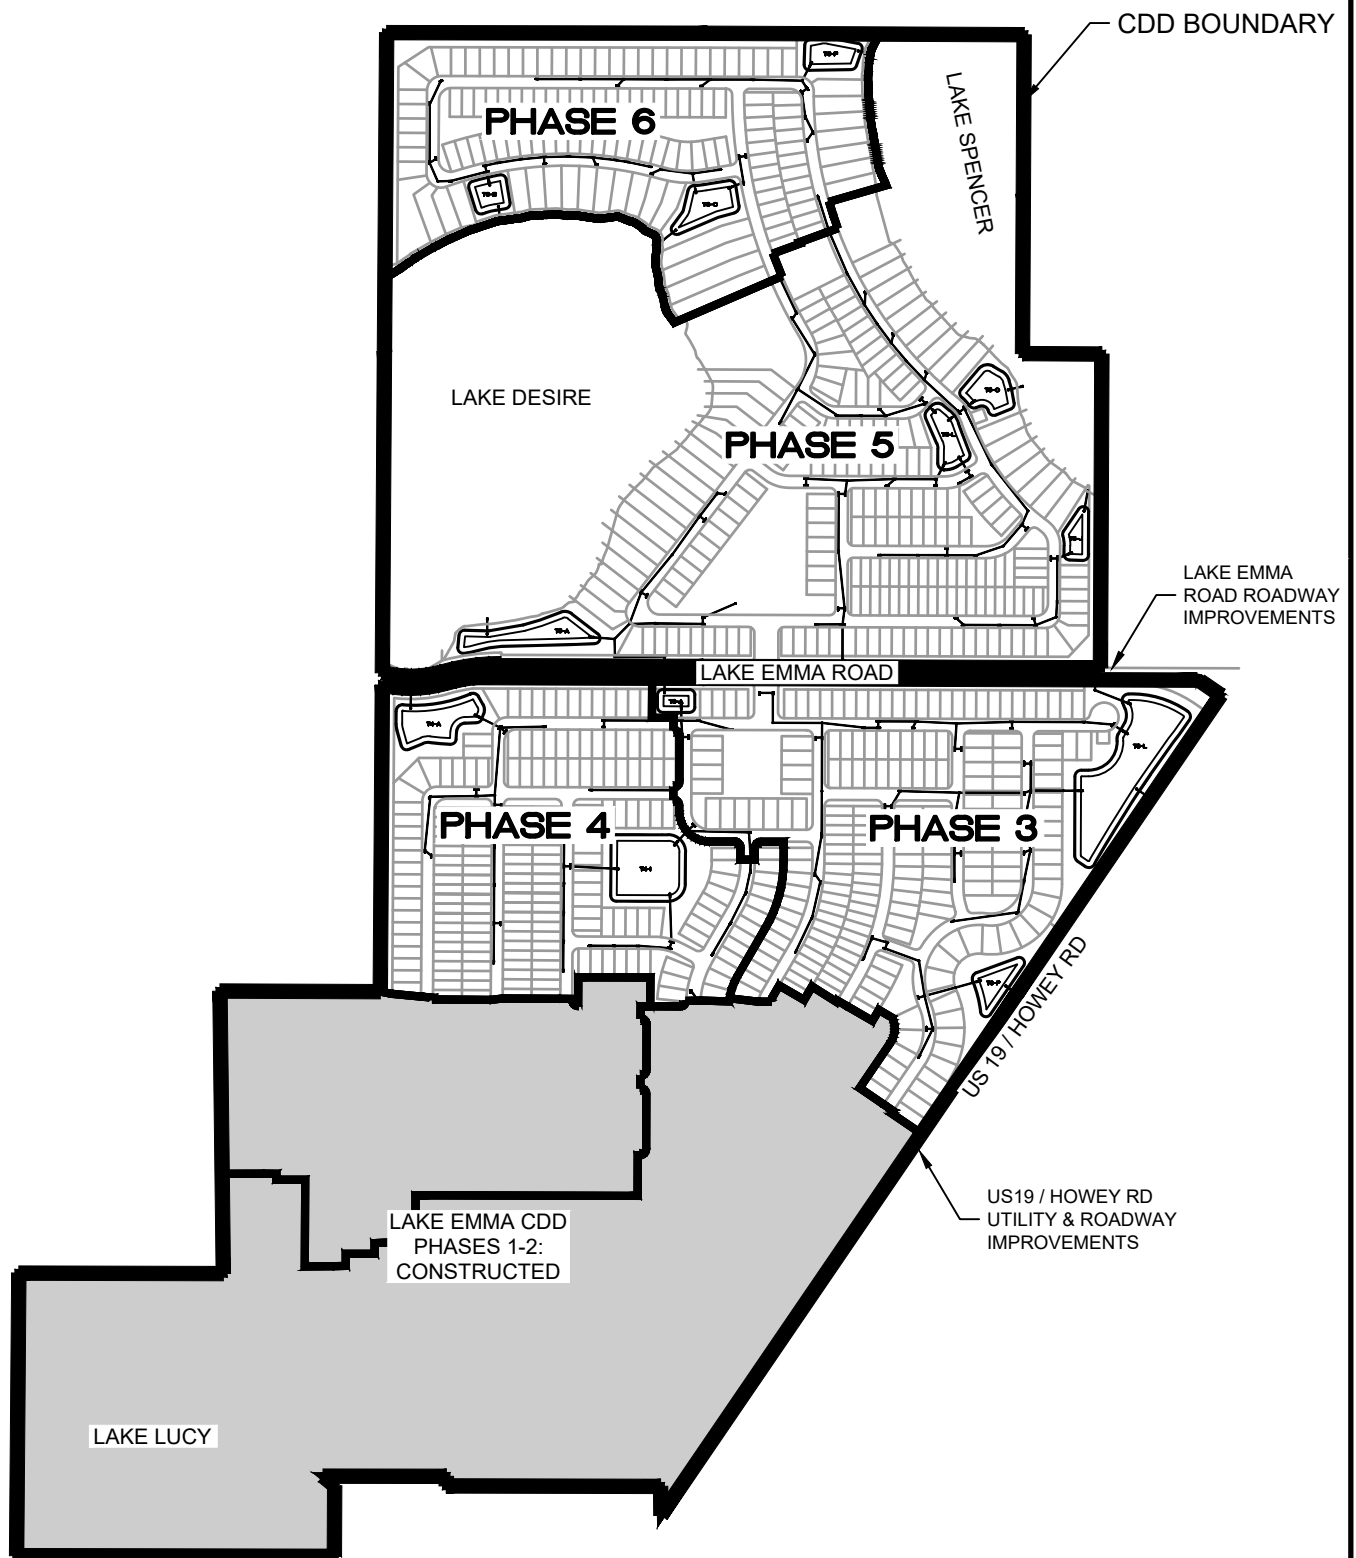 CDD BOUNDARY
LAKE SPENCER
PHASE 6
LAKE DESIRE
PHASE 5
LAKE EMMA
ROAD ROADWAY
IMPROVEMENTS
LAKE EMMA ROAD
PHASE 4
PHASE 3
US 19 / HOWEY RD
US19 / HOWEY RD
UTILITY & ROADWAY
IMPROVEMENTS
LAKE EMMA CDD
PHASES 1-2:
CONSTRUCTED
LAKE LUCY